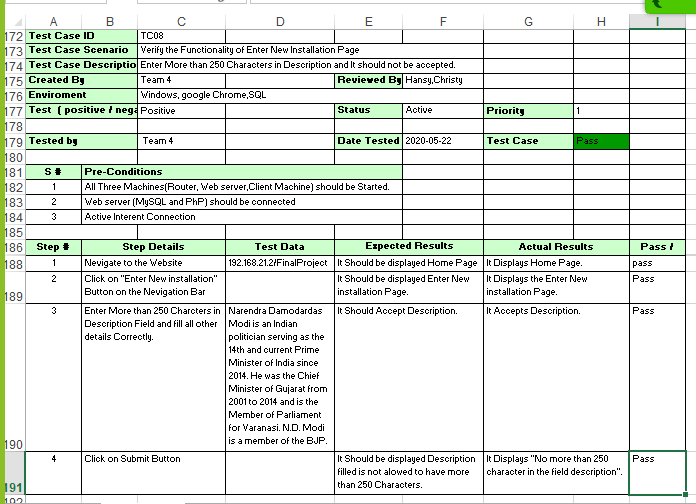 A B C D E F G H I
172 Test Case ID TC08
173 Test Case Scenario Verify the Functionality of Enter New Installation Page
174 Test Case Descriptio Enter More than 250 Characters in Description and It should not be accepted.
175 Created By Team 4 Reviewed By Hansy,Christy
176 Enviroment Windows, google Chrome,SQL
177 Test ( positive / nega Positive Status Active Priority 1
178
179 Tested by Team 4 Date Tested 2020-05-22 Test Case Pass
180
181 S # Pre-Conditions
182 1 All Three Machines(Router, Web server,Client Machine) should be Started.
183 2 Web server (MySQL and PhP) should be connected
184 3 Active Interent Connection
185
186 Step # Step Details Test Data Expected Results Actual Results Pass /
188 1 Nevigate to the Website 192.168.21.2/FinalProject It Should be displayed Home Page It Displays Home Page. pass
2 Click on "Enter New installation" It Should be displayed Enter New It Displays the Enter New Pass
189 Button on the Nevigation Bar installation Page. installation Page.
3 Enter More than 250 Charcters in Narendra Damodardas It Should Accept Description. It Accepts Description. Pass
Description Field and fill all other Modi is an Indian
details Correctly. politician serving as the
14th and current Prime
Minister of India since
2014. He was the Chief
Minister of Gujarat from
2001 to 2014 and is the
Member of Parliament
for Varanasi. N.D. Modi
190 is a member of the BJP.
4 Click on Submit Button It Should be displayed Description It Displays "No more than 250 Pass
filled is not alowed to have more character in the field description".
191 than 250 Characters.